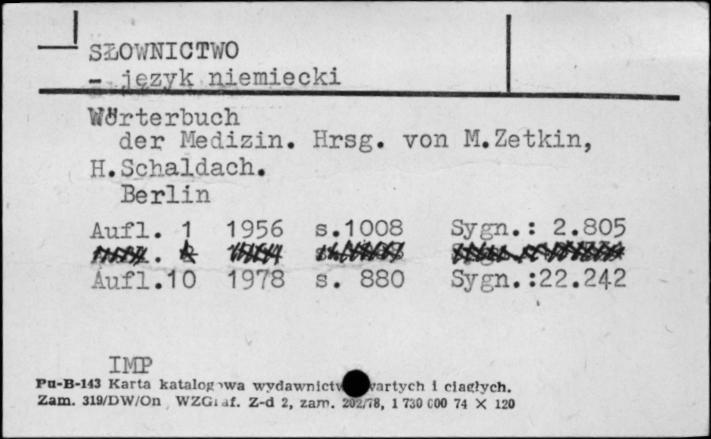 SŁOWNICTWO
- język niemiecki
Wörterbuch
der Medizin. Hrsg. von M.Zetkin,
H.Schaldach.
Berlin
Aufl. 1 1956 s.1008 Sygn.: 2.805
Aufl.10 1978 s. 880 Sygn.:22.242
IMP
Pu-B-143 Karta katalogowa wydawnictw i ciągłych.
Zam. 319/DW/On WZGraf. Z-d 2, zam. 202/78, 1 730 000 74 X 120